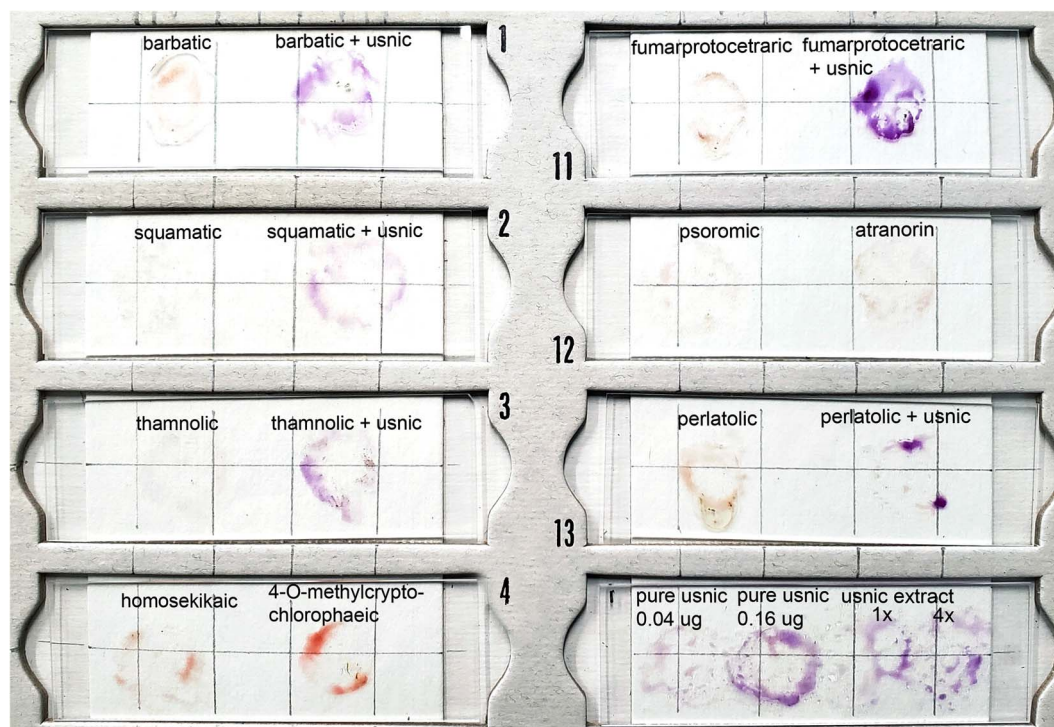 barbatic
barbatic + usnic
1
squamatic
squamatic + usnic
2
thamnolic
thamnolic + usnic
3
homosekikaic
4-O-methylcrypto-
chlorophaeic
4
fumarprotocetraric
fumarprotocetraric
+ usnic
11
psoromic
atranorin
12
perlatolic
perlatolic + usnic
13
pure usnic
0.04 ug
pure usnic
0.16 ug
usnic extract
1x
4x